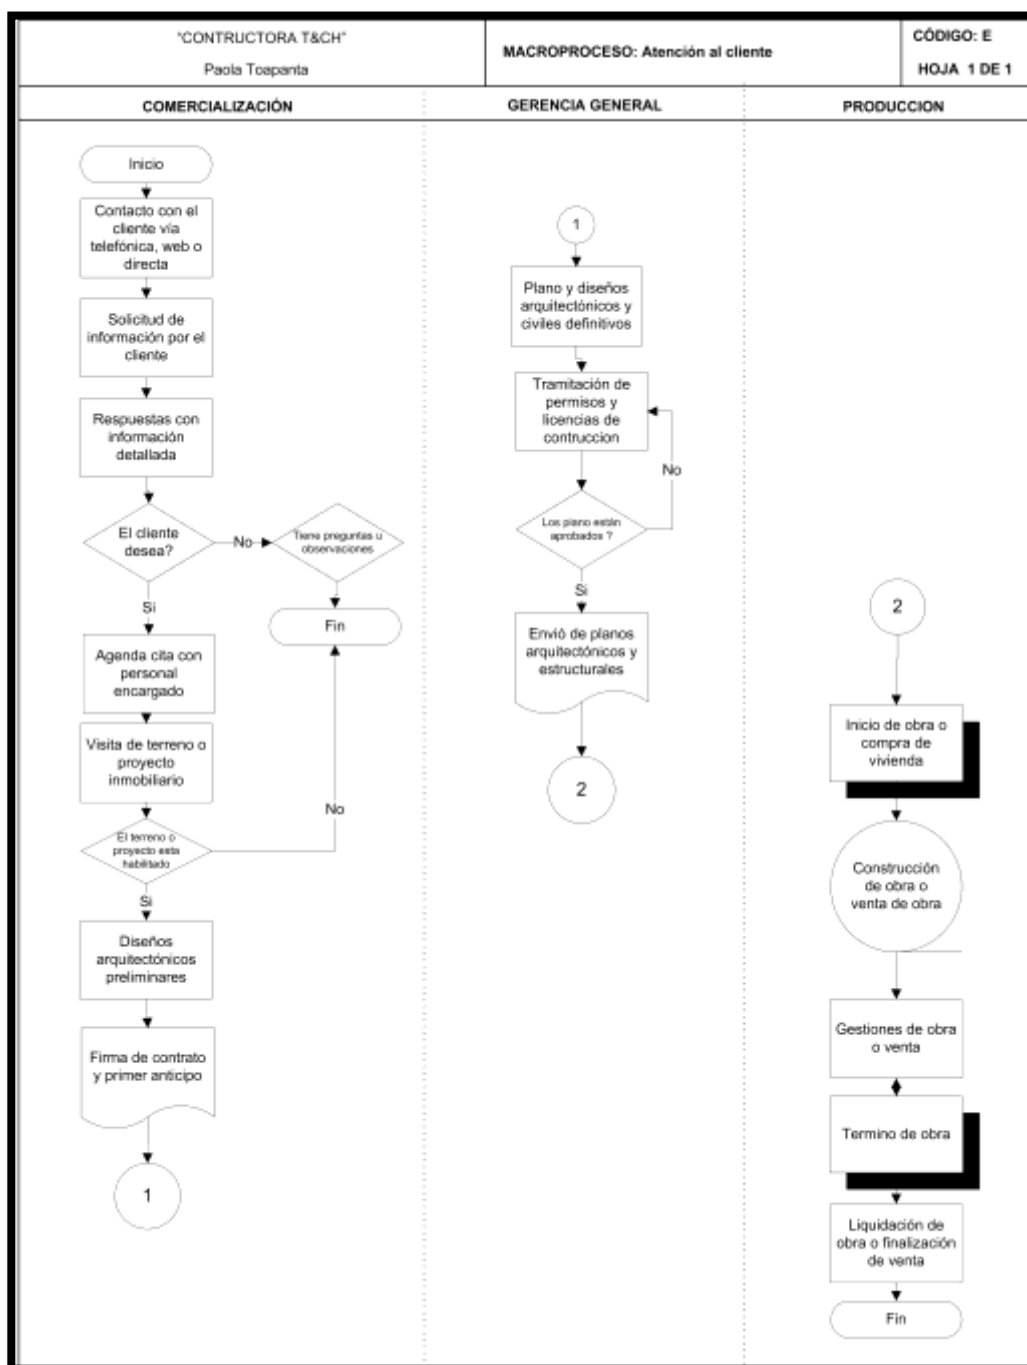 "CONTRUCTORA T&CH"
Paola Toapanta
MACROPROCESO: Atención al cliente
CÓDIGO: E
HOJA 1 DE 1
COMERCIALIZACIÓN
GERENCIA GENERAL
PRODUCCION
Inicio
Contacto con el
cliente vía
telefónica, web o
directa
Solicitud de
información por el
cliente
Respuestas con
información
detallada
El cliente
desea?
No
Tiene preguntas u
observaciones
Si
Fin
Agenda cita con
personal
encargado
Visita de terreno o
proyecto
inmobiliario
No
El terreno o
proyecto esta
habilitado
Si
Diseños
arquitectónicos
preliminares
Firma de contrato
y primer anticipo
1
1
Plano y diseños
arquitectónicos y
civiles definitivos
Tramitación de
permisos y
licencias de
contruccion
No
Los plano están
aprobados ?
Si
Envió de planos
arquitectónicos y
estructurales
2
2
Inicio de obra o
compra de
vivienda
Construcción
de obra o
venta de obra
Gestiones de obra
o venta
Termino de obra
Liquidación de
obra o finalización
de venta
Fin